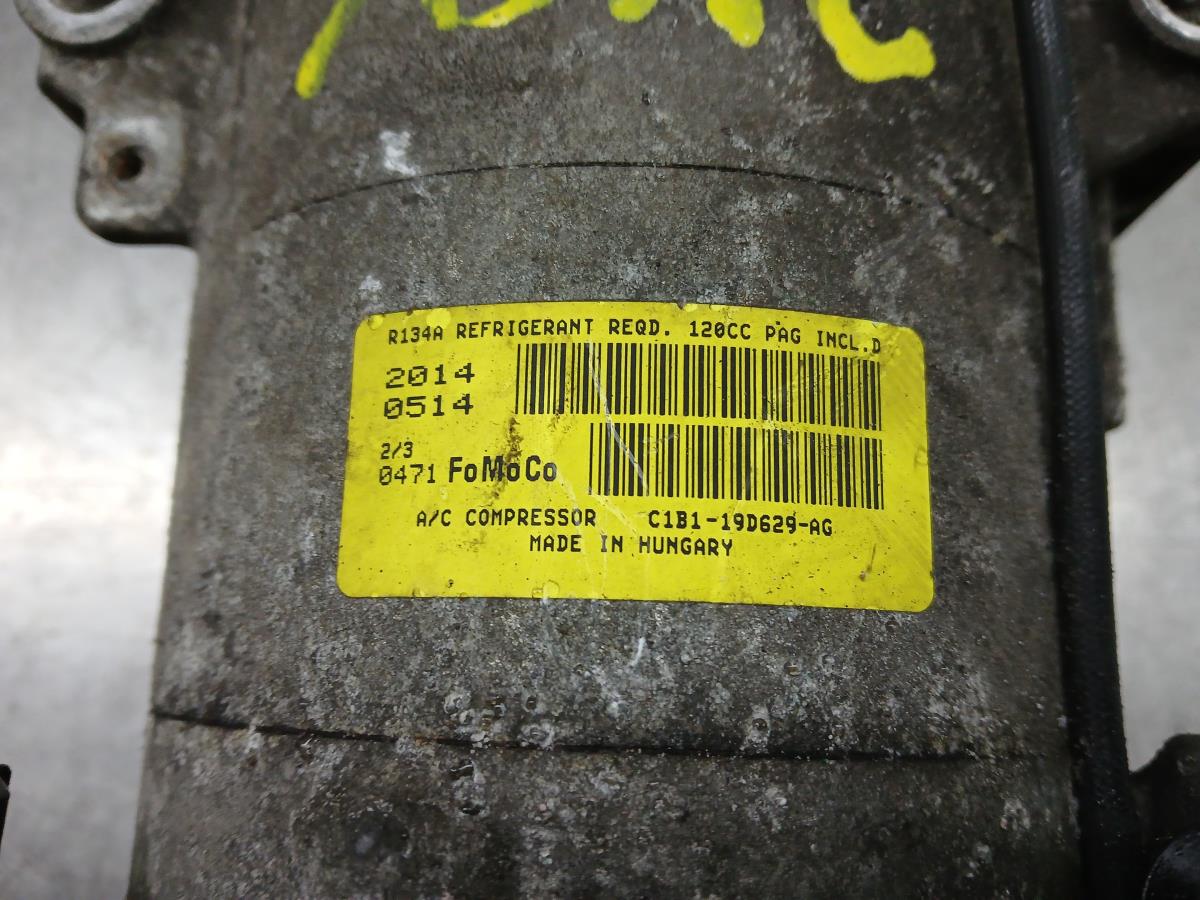 R134A REFRIGERANT REQD. 120CC PAG INCL.D
2014
0514
2/3
0471 FoMoCo
A/C COMPRESSOR C1B1-19D629-AG
MADE IN HUNGARY